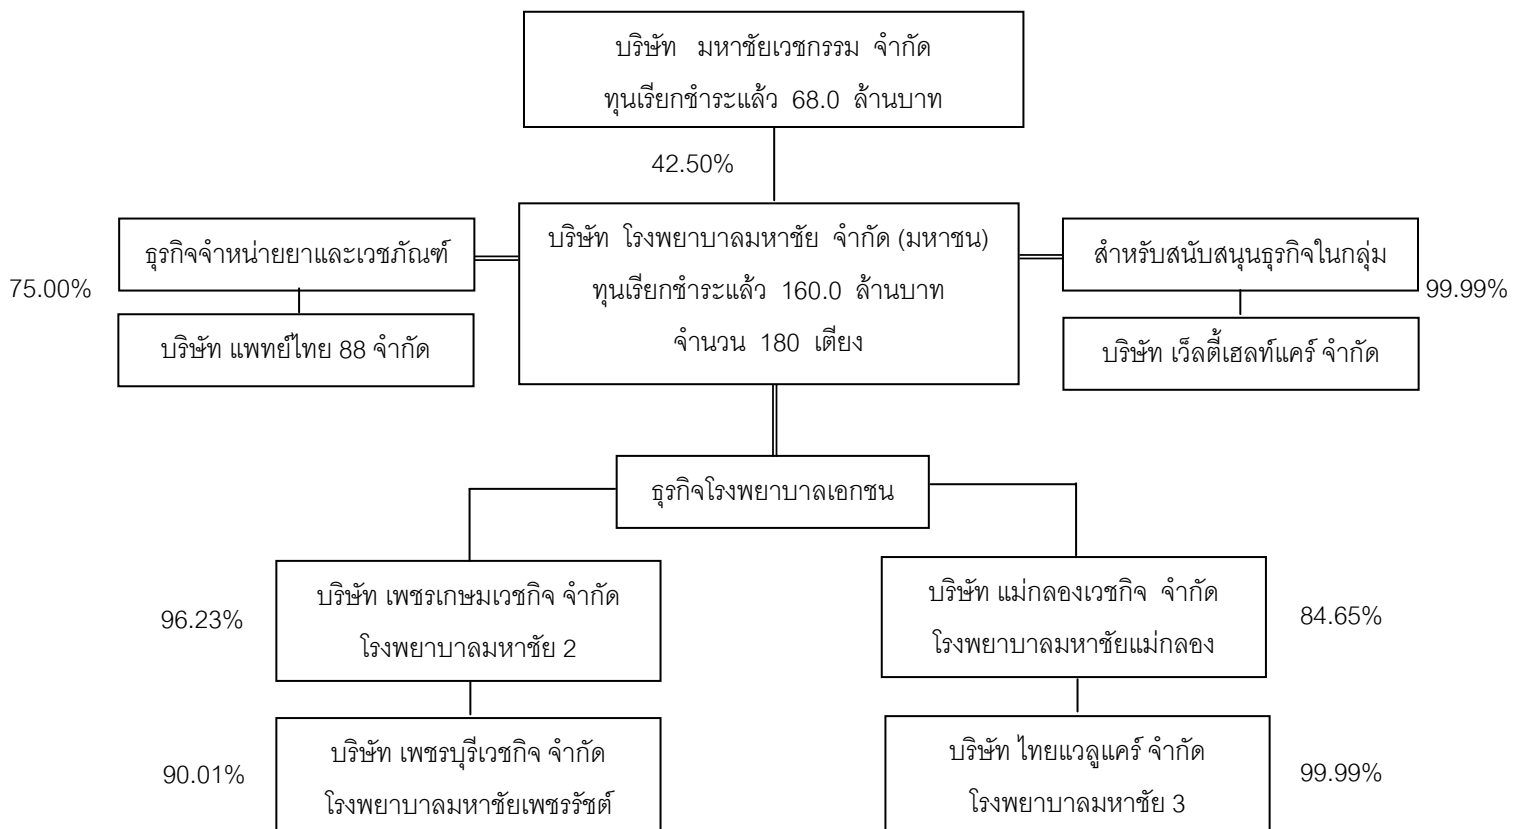 บริษัท มหาชัยเวชกรรม จำกัด
ทุนเรียกชำระแล้ว 68.0 ล้านบาท
42.50%
ธุรกิจจำหน่ายยาและเวชภัณฑ์
75.00%
บริษัท แพทย์ไทย 88 จำกัด
บริษัท โรงพยาบาลมหาชัย จำกัด (มหาชน)
ทุนเรียกชำระแล้ว 160.0 ล้านบาท
จำนวน 180 เตียง
สำหรับสนับสนุนธุรกิจในกลุ่ม
99.99%
บริษัท เว็ลตี้เฮลท์แคร์ จำกัด
ธุรกิจโรงพยาบาลเอกชน
96.23%
บริษัท เพชรเกษมเวชกิจ จำกัด
โรงพยาบาลมหาชัย 2
บริษัท แม่กลองเวชกิจ จำกัด
โรงพยาบาลมหาชัยแม่กลอง
84.65%
90.01%
บริษัท เพชรบุรีเวชกิจ จำกัด
โรงพยาบาลมหาชัยเพชรรัชต์
บริษัท ไทยแวลูแคร์ จำกัด
โรงพยาบาลมหาชัย 3
99.99%